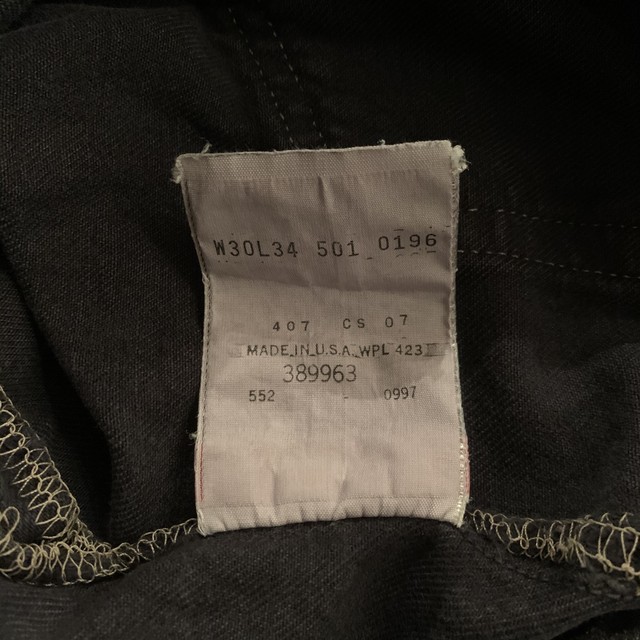 W30L34 501 0196
407 CS 07
MADE IN U.S.A. WPL 423
389963
552 - 0997